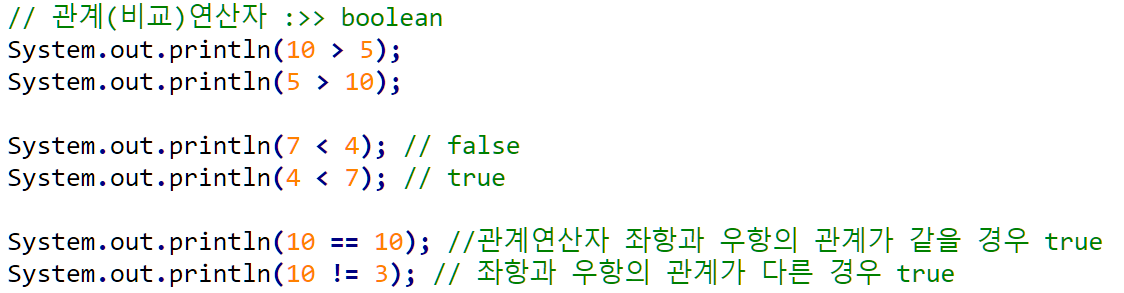 // 관계(비교)연산자 :>> boolean
System.out.println(10 > 5);
System.out.println(5 > 10);
System.out.println(7 < 4); // false
System.out.println(4 < 7); // true
System.out.println(10 == 10); //관계연산자 좌항과 우항의 관계가 같을 경우 true
System.out.println(10 != 3); // 좌항과 우항의 관계가 다른 경우 true